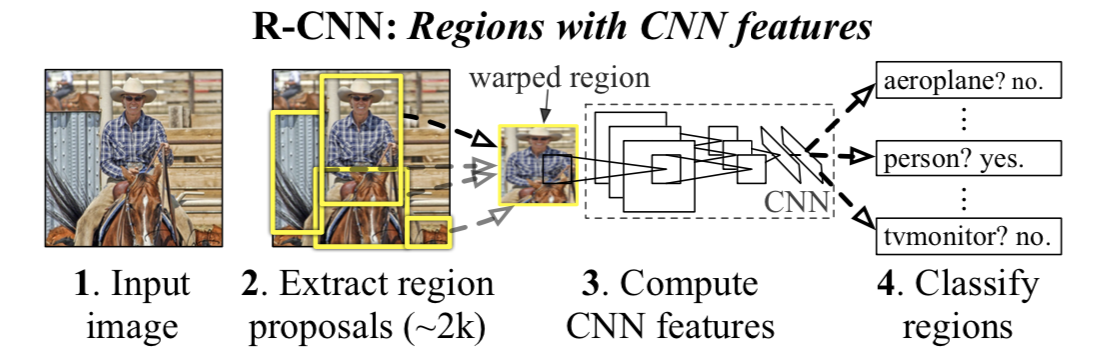 R-CNN: Regions with CNN features
warped region
aeroplane? no.
person? yes.
tvmonitor? no.
CNN
1. Input image
2. Extract region proposals (~2k)
3. Compute CNN features
4. Classify regions